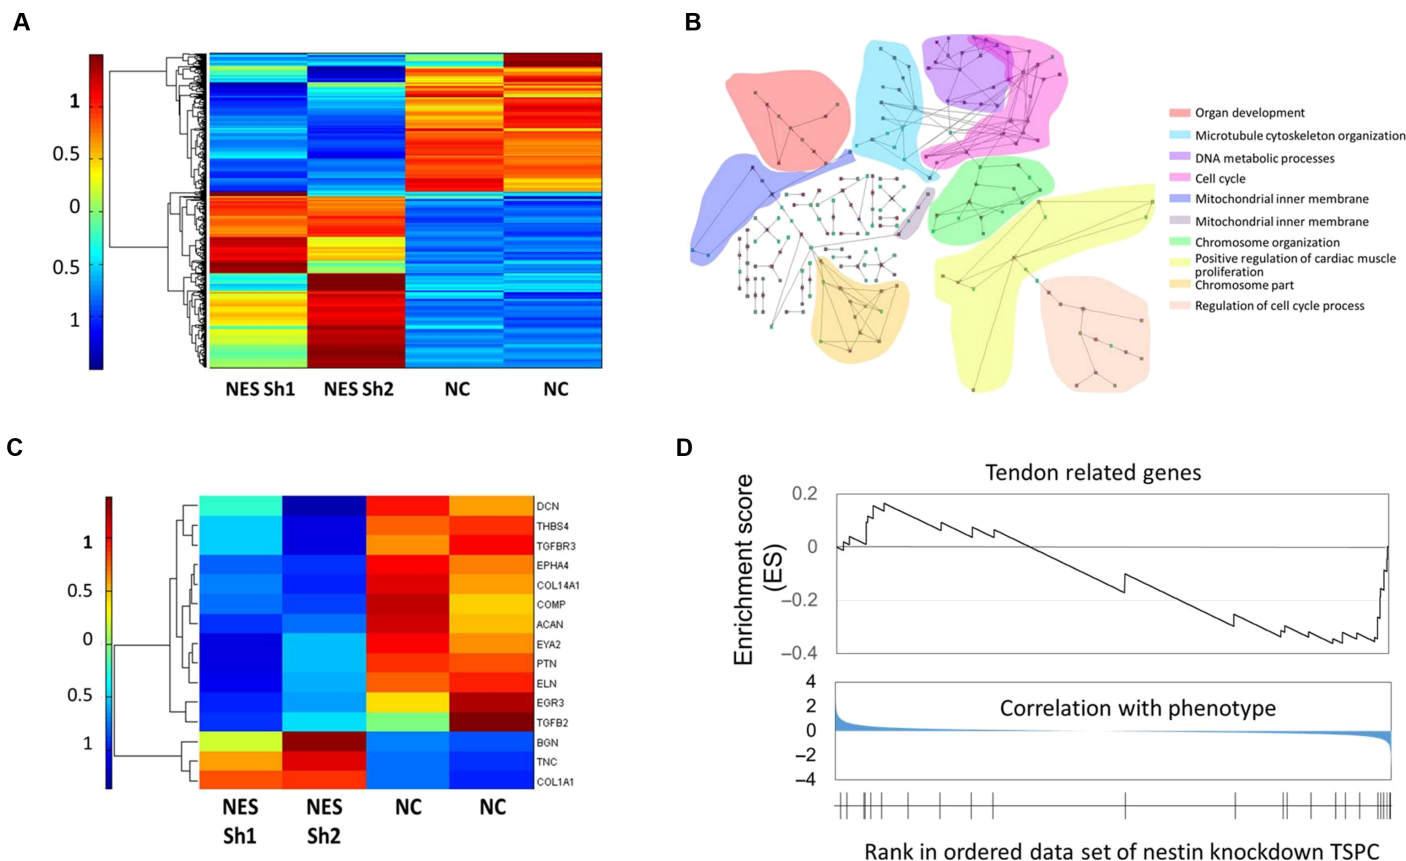 A
1
0.5
0
0.5
1
NES Sh1 NES Sh2 NC NC
B
Organ development
Microtubule cytoskeleton organization
DNA metabolic processes
Cell cycle
Mitochondrial inner membrane
Mitochondrial inner membrane
Chromosome organization
Positive regulation of cardiac muscle
proliferation
Chromosome part
Regulation of cell cycle process
C
1
0.5
0
0.5
1
DCN
THBS4
TGFBR3
EPHA4
COL14A1
COMP
ACAN
EYA2
PTN
ELN
EGR3
TGFB2
BGN
TNC
COL1A1
NES NES NC NC
Sh1 Sh2
D
Tendon related genes
Enrichment score
(ES)
0.2
0
−0.2
−0.4
Correlation with phenotype
4
2
0
−2
−4
Rank in ordered data set of nestin knockdown TSPC